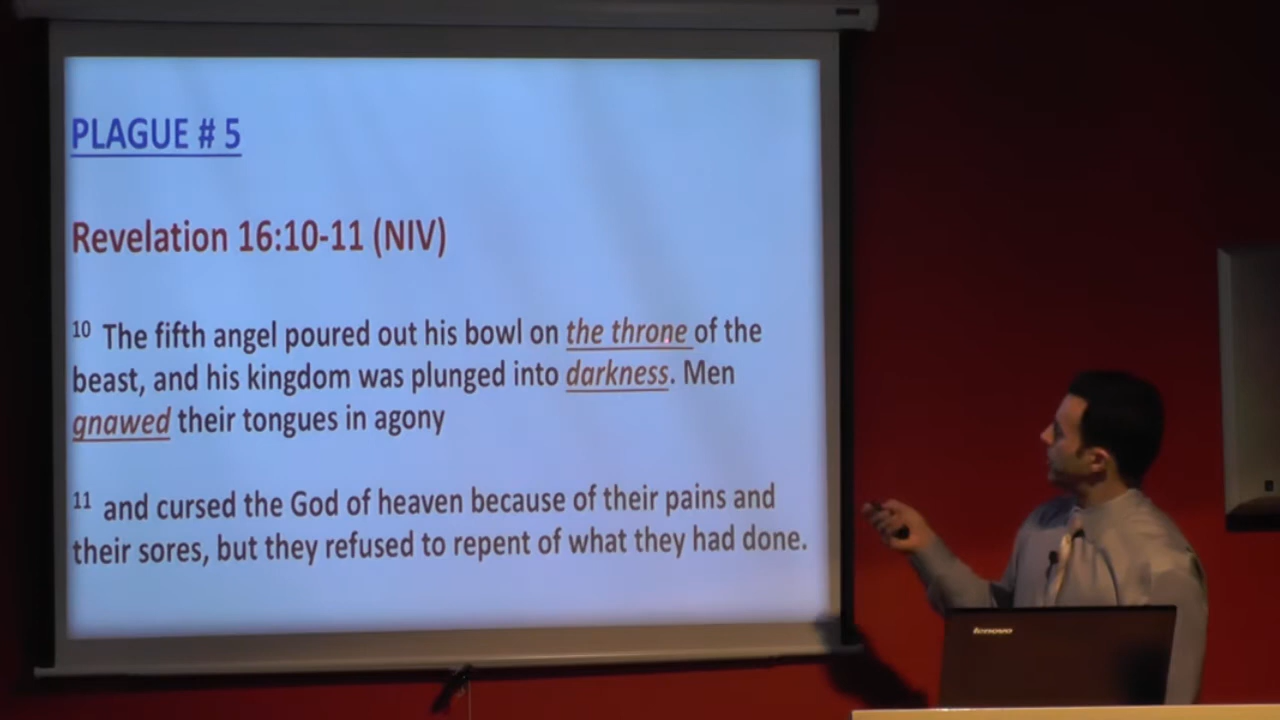 PLAGUE # 5
Revelation 16:10-11 (NIV)
10 The fifth angel poured out his bowl on the throne of the
beast, and his kingdom was plunged into darkness. Men
gnawed their tongues in agony
11 and cursed the God of heaven because of their pains and
their sores, but they refused to repent of what they had done.
lenovo